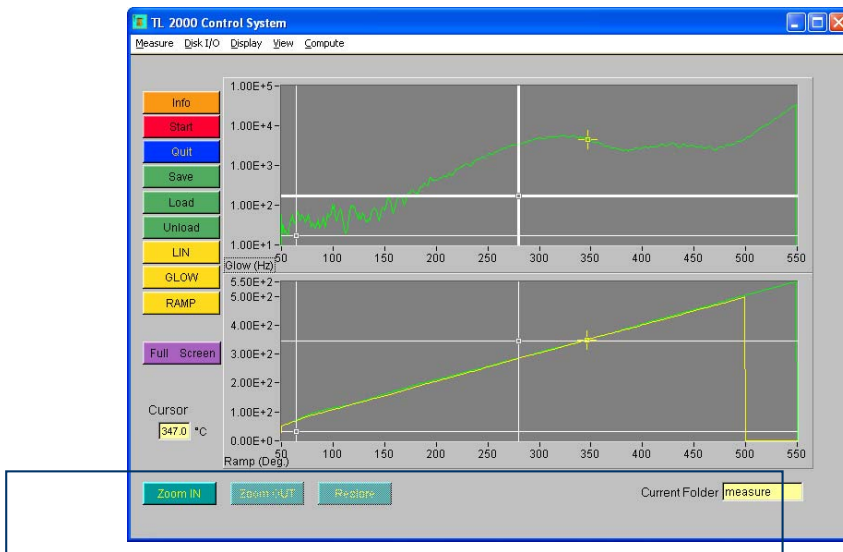 TL 2000 Control System
Measure Disk I/O Display View Compute
Info
Start
Quit
Save
Load
Unload
LIN
GLOW
RAMP
Full Screen
Cursor
347.0 °C
1.00E+5
1.00E+4
1.00E+3
1.00E+2
1.00E+1
50 100 150 200 250 300 350 400 450 500 550
Glow (Hz)
5.50E+2
5.00E+2
4.00E+2
3.00E+2
2.00E+2
1.00E+2
0.00E+0
50 100 150 200 250 300 350 400 450 500 550
Ramp (Deg.)
Zoom IN Zoom OUT Restore Current Folder measure